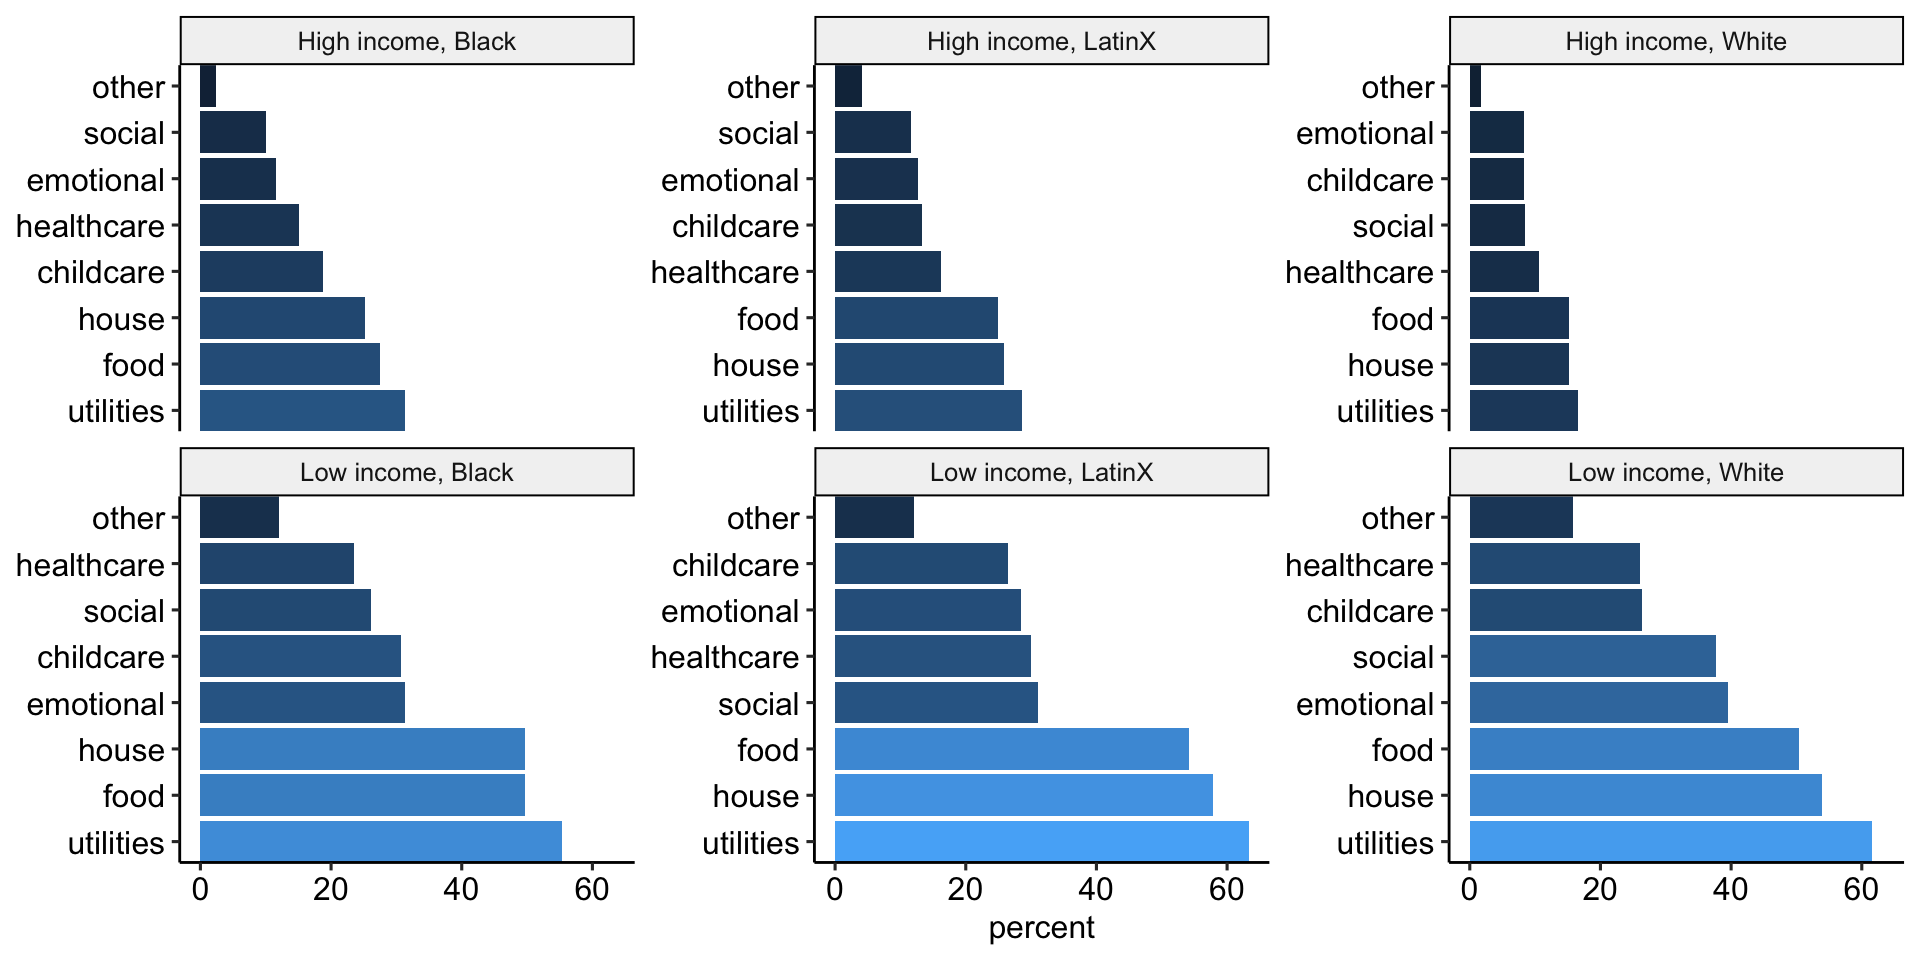 High income, Black
other
social
emotional
healthcare
childcare
house
food
utilities
High income, LatinX
other
social
emotional
childcare
healthcare
food
house
utilities
High income, White
other
emotional
childcare
social
healthcare
food
house
utilities
Low income, Black
other
healthcare
social
childcare
emotional
house
food
utilities
0 20 40 60
Low income, LatinX
other
childcare
emotional
healthcare
social
food
house
utilities
0 20 40 60
Low income, White
other
healthcare
childcare
social
emotional
food
house
utilities
0 20 40 60
percent